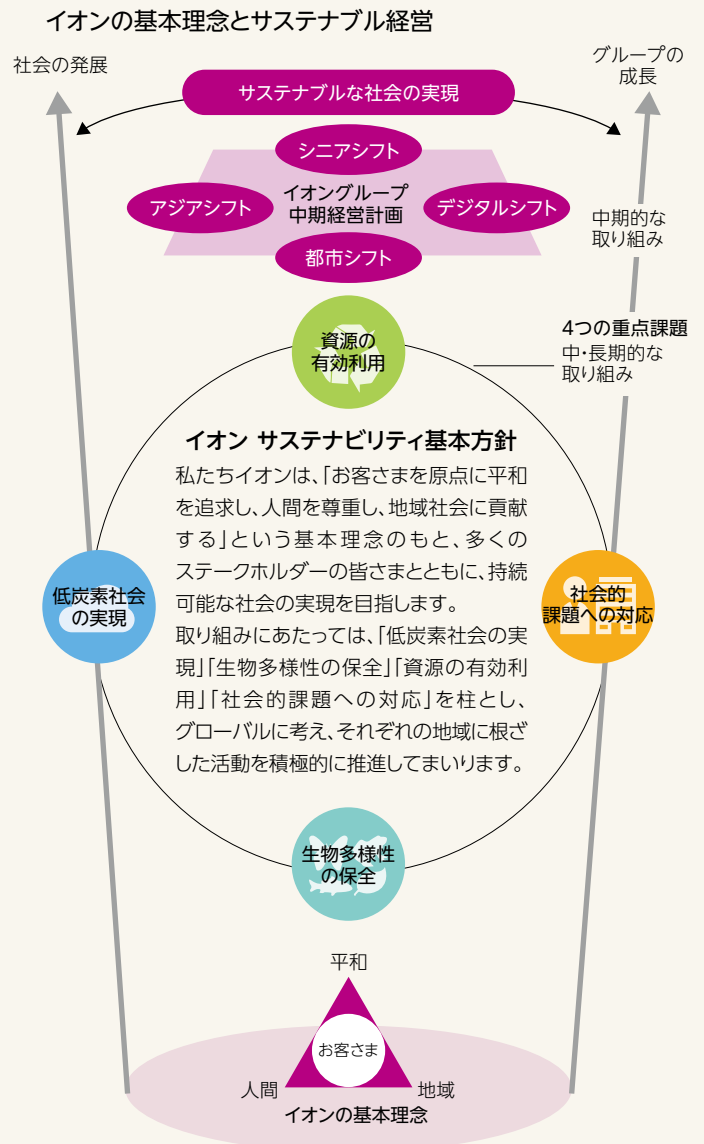 イオンの基本理念とサステナブル経営
社会の発展
グループの
成長
サステナブルな社会の実現
シニアシフト
アジアシフト
イオングループ
中期経営計画
デジタルシフト
都市シフト
中期的な
取り組み
4つの重点課題
中・長期的な
取り組み
資源の
有効利用
イオン サステナビリティ基本方針
私たちイオンは、「お客さまを原点に平和
を追求し、人間を尊重し、地域社会に貢献
する」という基本理念のもと、多くの
ステークホルダーの皆さまとともに、持続
可能な社会の実現を目指します。
取り組みにあたっては、「低炭素社会の実
現」「生物多様性の保全」「資源の有効利
用」「社会的課題への対応」を柱とし、
グローバルに考え、それぞれの地域に根ざ
した活動を積極的に推進してまいります。
低炭素社会
の実現
社会的
課題への対応
生物多様性
の保全
平和
お客さま
人間
地域
イオンの基本理念